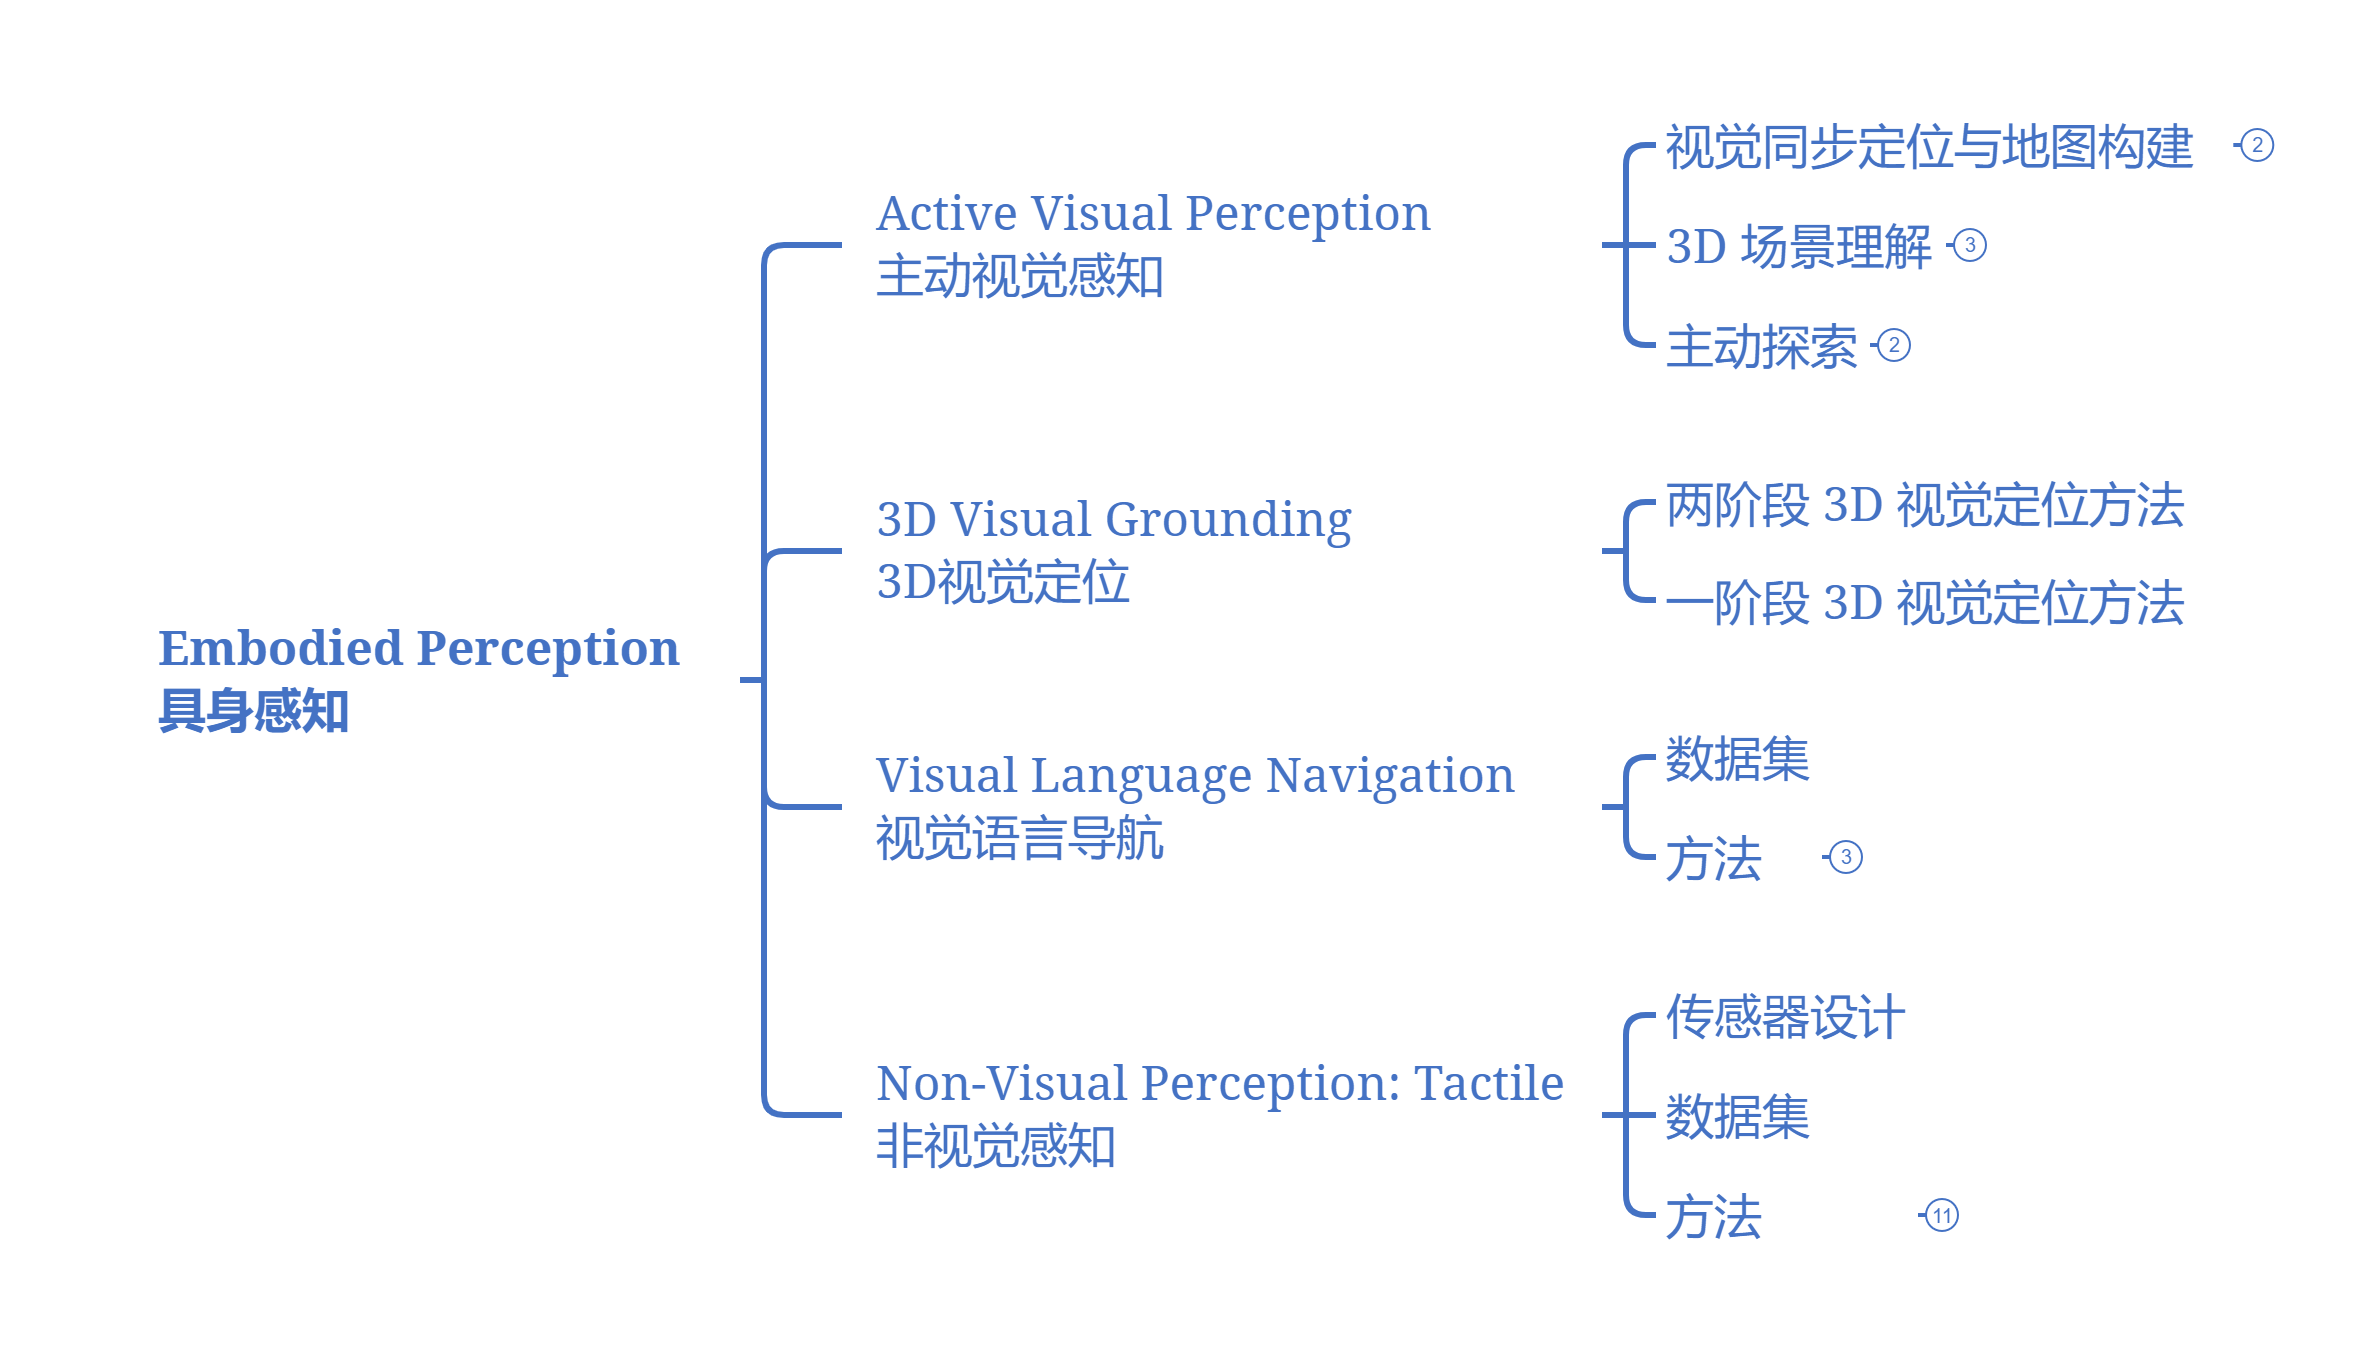 Embodied Perception
具身感知
Active Visual Perception
主动视觉感知
视觉同步定位与地图构建 2
3D 场景理解 3
主动探索 2
3D Visual Grounding
3D视觉定位
两阶段 3D 视觉定位方法
一阶段 3D 视觉定位方法
Visual Language Navigation
视觉语言导航
数据集
方法 3
Non-Visual Perception: Tactile
非视觉感知
传感器设计
数据集
方法 11